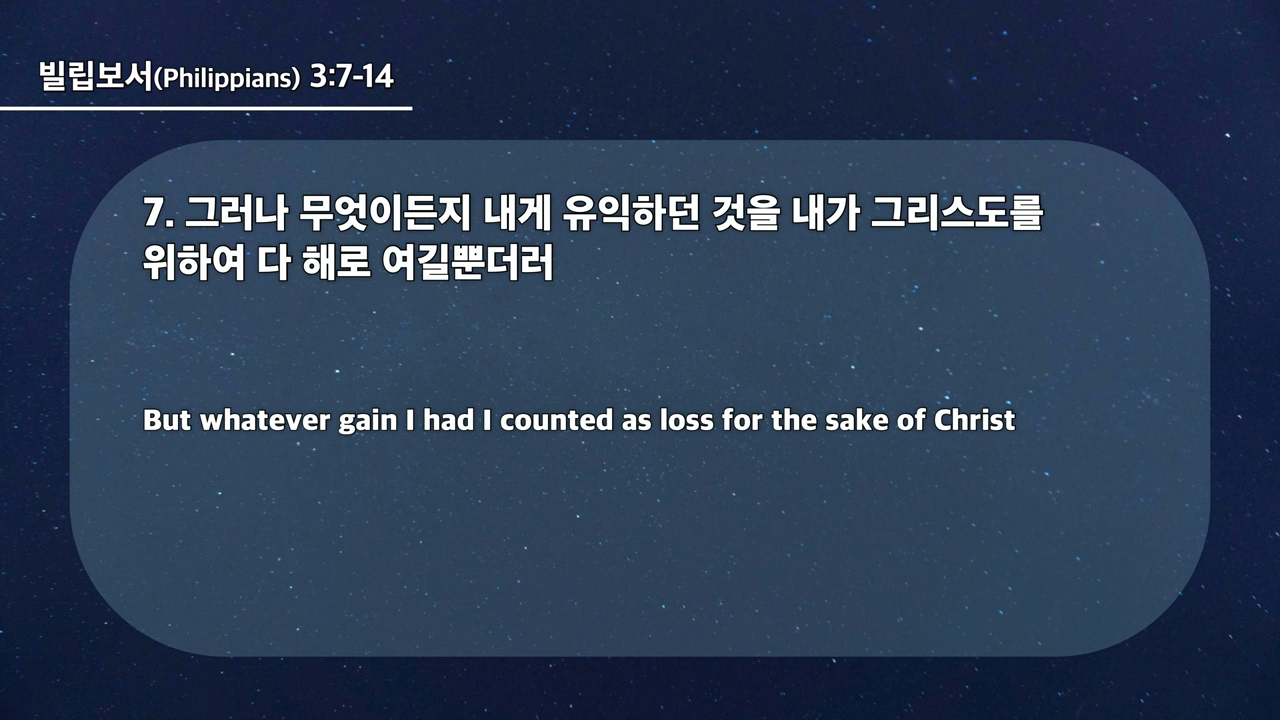 빌립보서(Philippians) 3:7-14
7. 그러나 무엇이든지 내게 유익하던 것을 내가 그리스도를
위하여 다 해로 여길뿐더러
But whatever gain I had I counted as loss for the sake of Christ